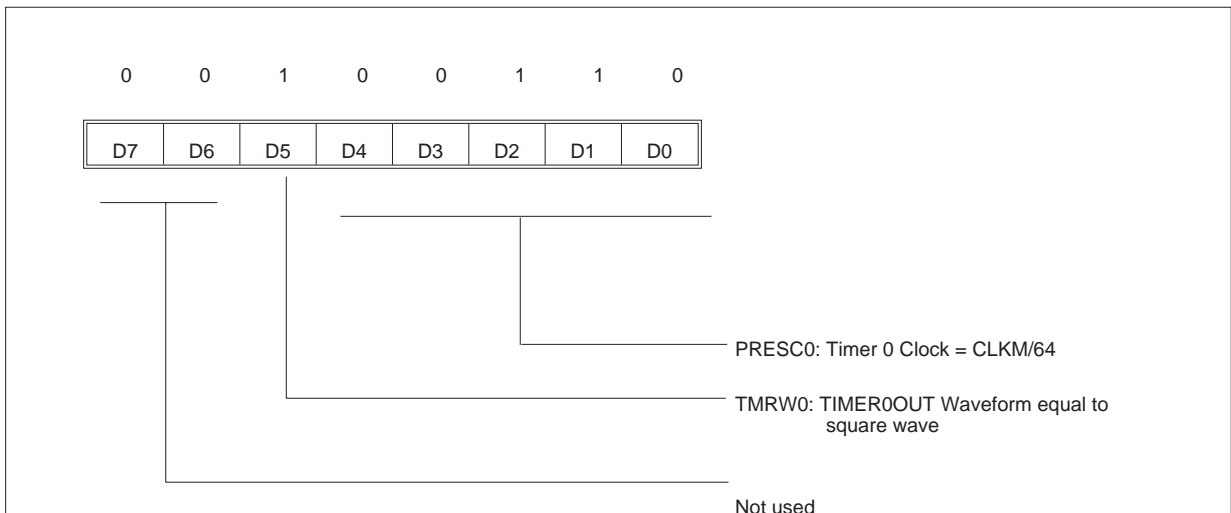 0 0 1 0 0 1 1 0
D7 D6 D5 D4 D3 D2 D1 D0
PRESC0: Timer 0 Clock = CLKM/64
TMRW0: TIMER0OUT Waveform equal to
square wave
Not used